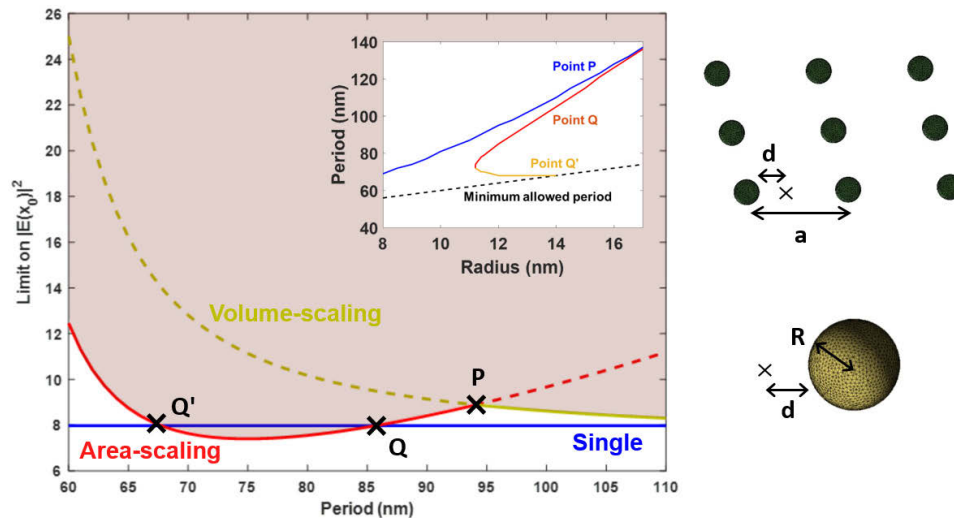 26
24
22
20
18
16
14
12
10
8
6
60 65 70 75 80 85 90 95 100 105 110
Limit on |E(x₀)|²
Period (nm)
Volume-scaling
Area-scaling
Single
Q'
Q
P
140
120
100
80
60
40
8 10 12 14 16
Period (nm)
Radius (nm)
Point P
Point Q
Point Q'
Minimum allowed period
d
a
R
d